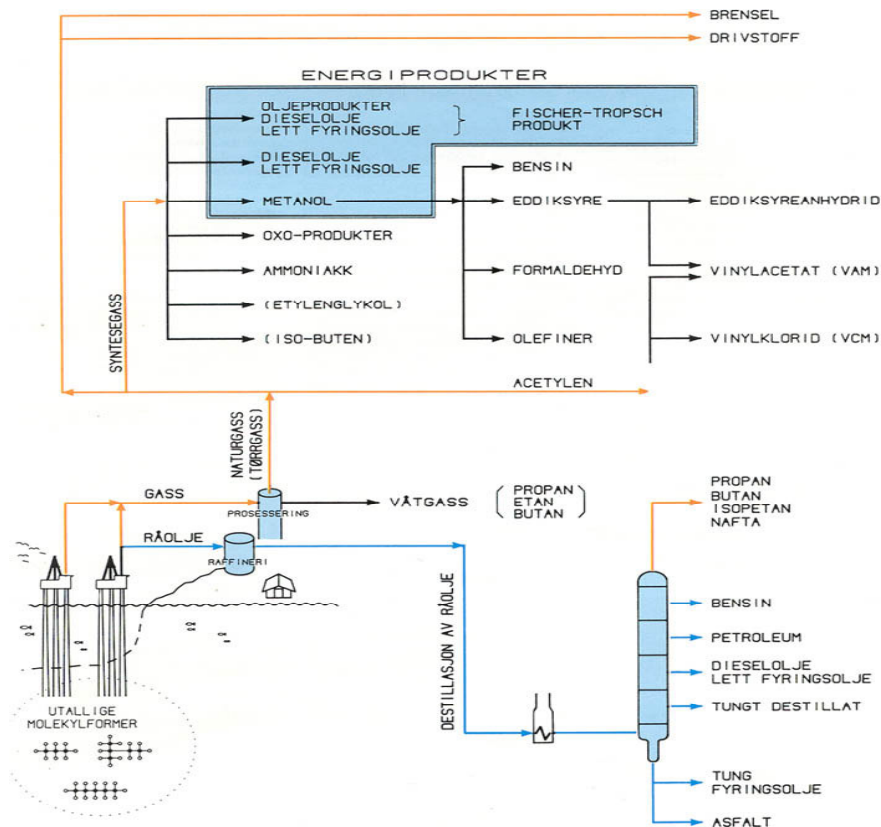 BRENSEL
DRIVSTOFF
ENERGIPRODUKTER
OLJEPRODUKTER
DIESELOLJE
LETT FYRINGSOLJE
FISCHER-TROPSCH
PRODUKT
DIESELOLJE
LETT FYRINGSOLJE
BENSIN
METANOL
EDDIKSYRE
EDDIKSYREANHYDRID
OXO-PRODUKTER
AMMONIAKK
FORMALDEHYD
VINYLACETAT (VAM)
(ETYLENGLYKOL)
(ISO-BUTEN)
OLEFINER
VINYLKLORID (VCM)
SYNTESEGASS
ACETYLEN
NATURGASS
(TØRRGASS)
GASS
PROSESSERING
VÅTGASS
(PROPAN
ETAN
BUTAN)
PROPAN
BUTAN
ISOPETAN
NAFTA
RÅOLJE
RAFFINERI
DESTILLASJON AV RÅOLJE
BENSIN
PETROLEUM
DIESELOLJE
LETT FYRINGSOLJE
TUNGT DESTILLAT
UTALLIGE
MOLEKYLFORMER
TUNG
FYRINGSOLJE
ASFALT